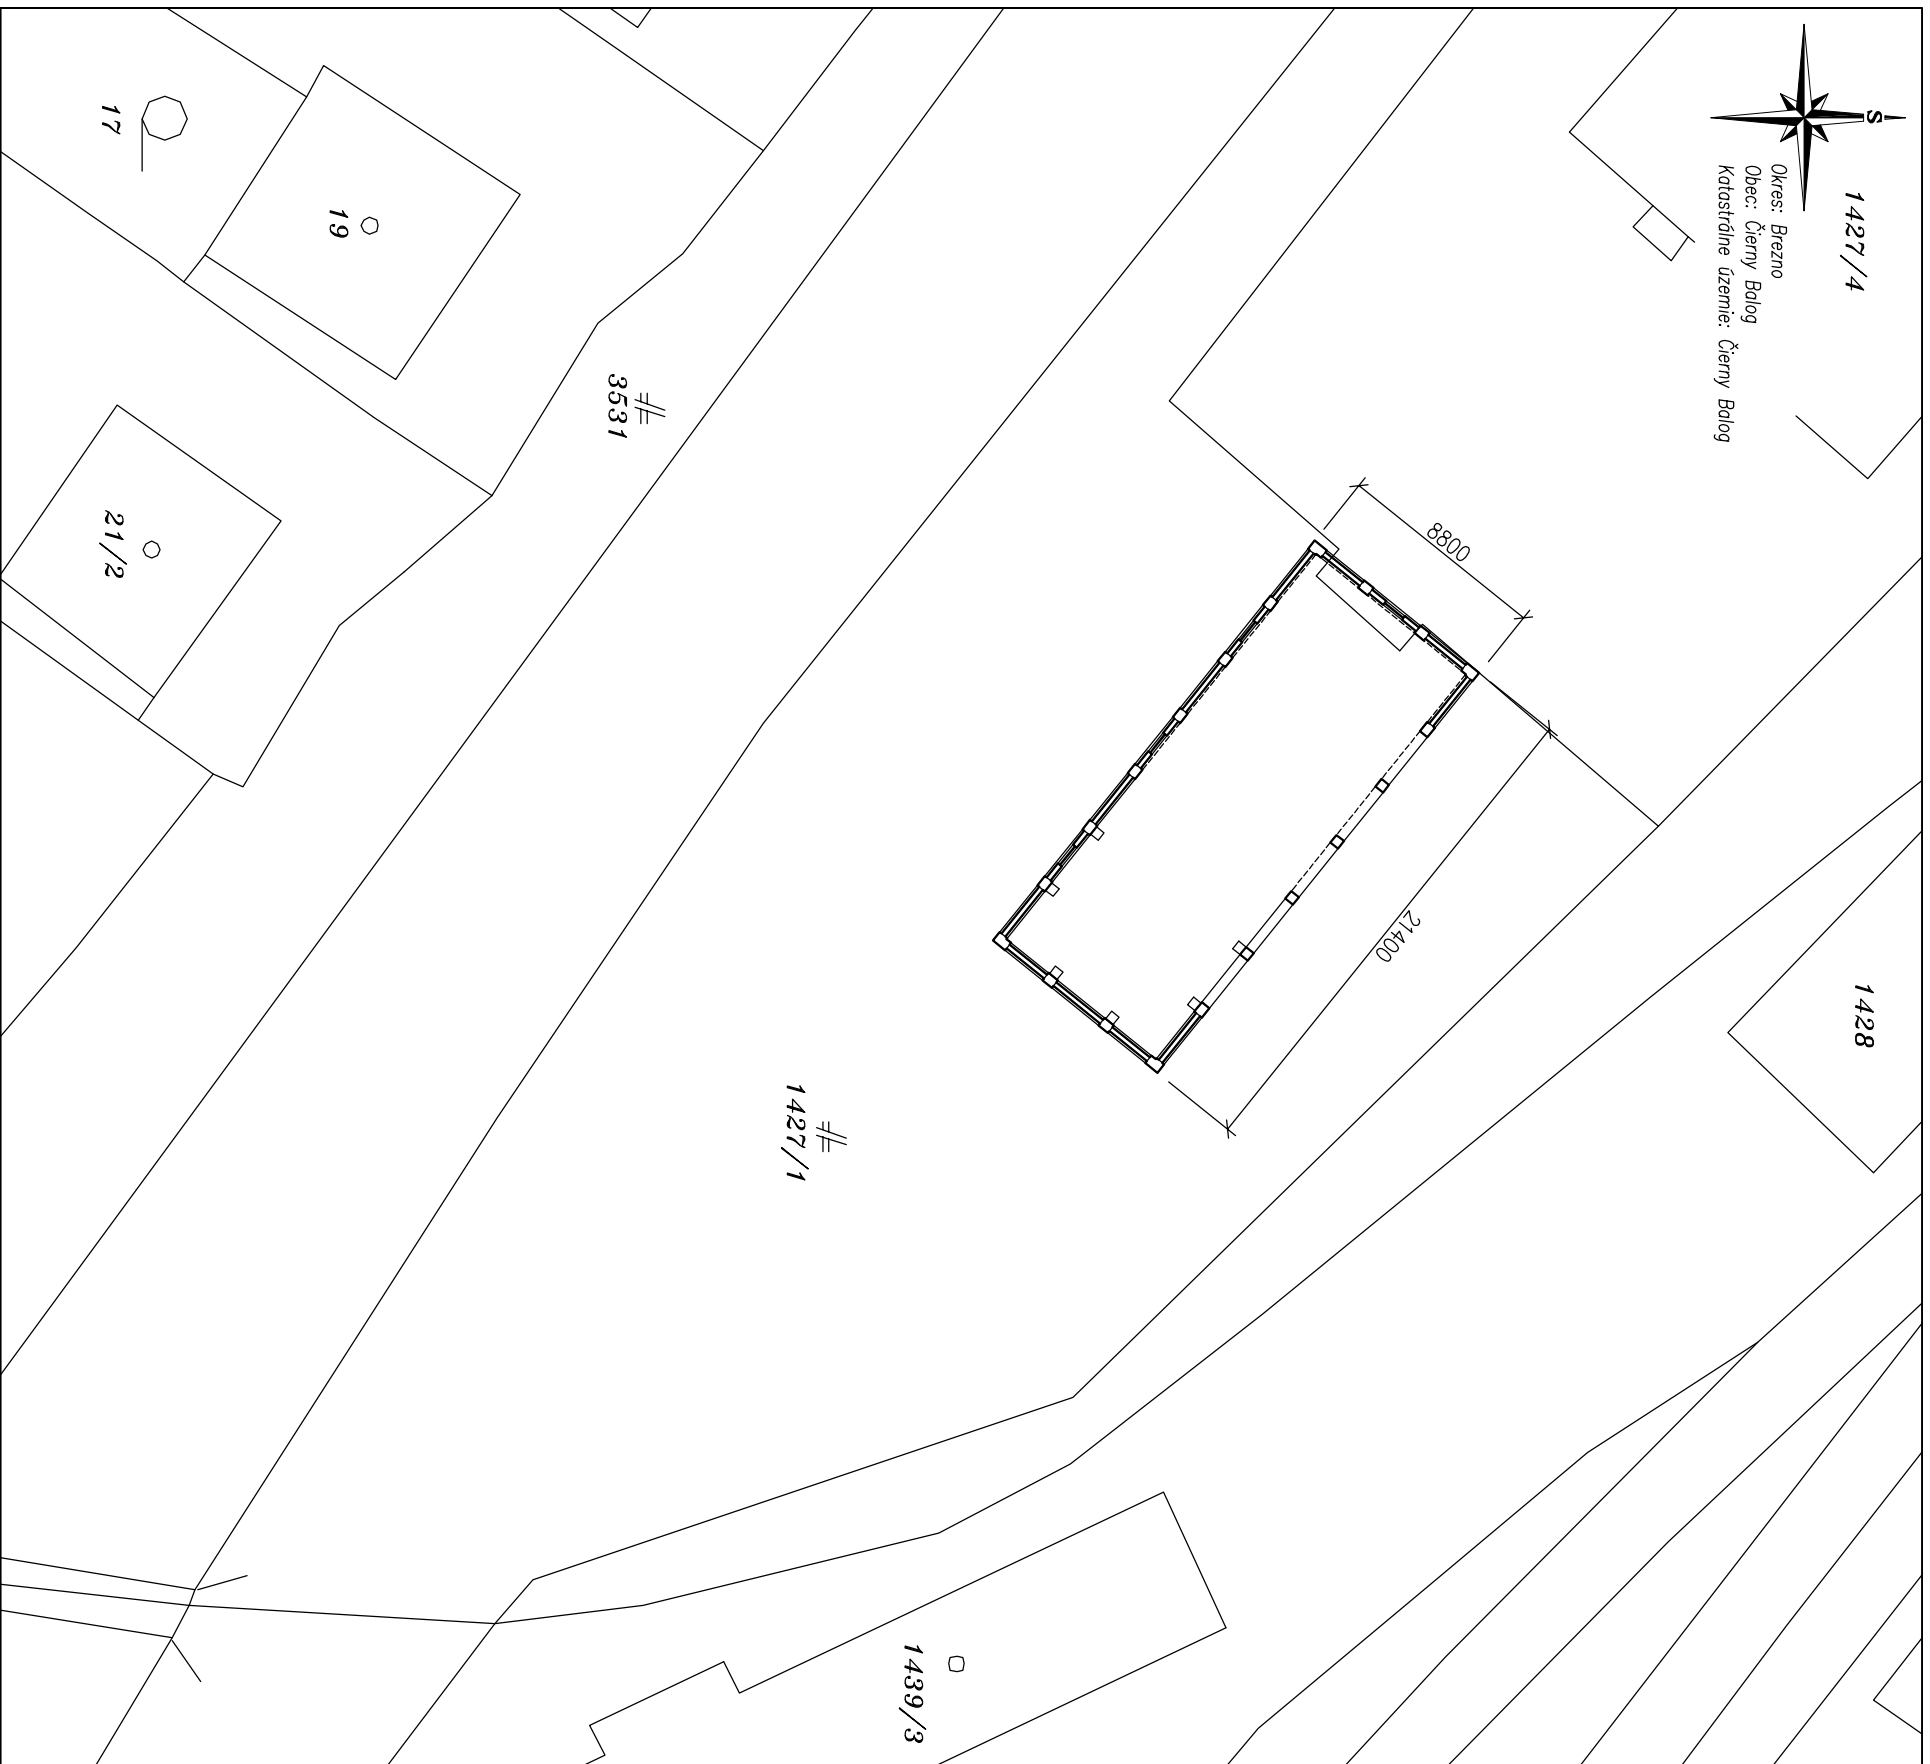 S
1427/4
Okres: Brezno
Obec: Čierny Balog
Katastrálne územie: Čierny Balog
17
19
3531
21/2
8800
21400
1428
1427/1
1439/3